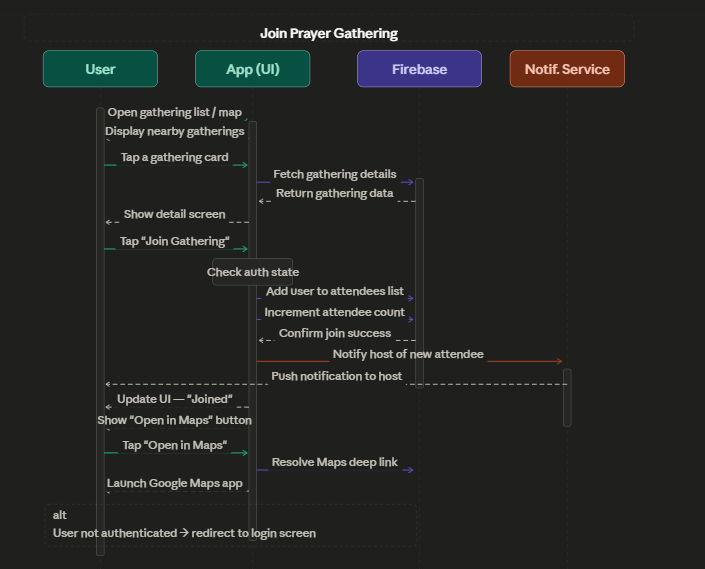 Join Prayer Gathering
User
App (UI)
Firebase
Notif. Service
Open gathering list / map
Display nearby gatherings
Tap a gathering card
Fetch gathering details
Return gathering data
Show detail screen
Tap "Join Gathering"
Check auth state
Add user to attendees list
Increment attendee count
Confirm join success
Notify host of new attendee
Push notification to host
Update UI — "Joined"
Show "Open in Maps" button
Tap "Open in Maps"
Resolve Maps deep link
Launch Google Maps app
alt
User not authenticated → redirect to login screen